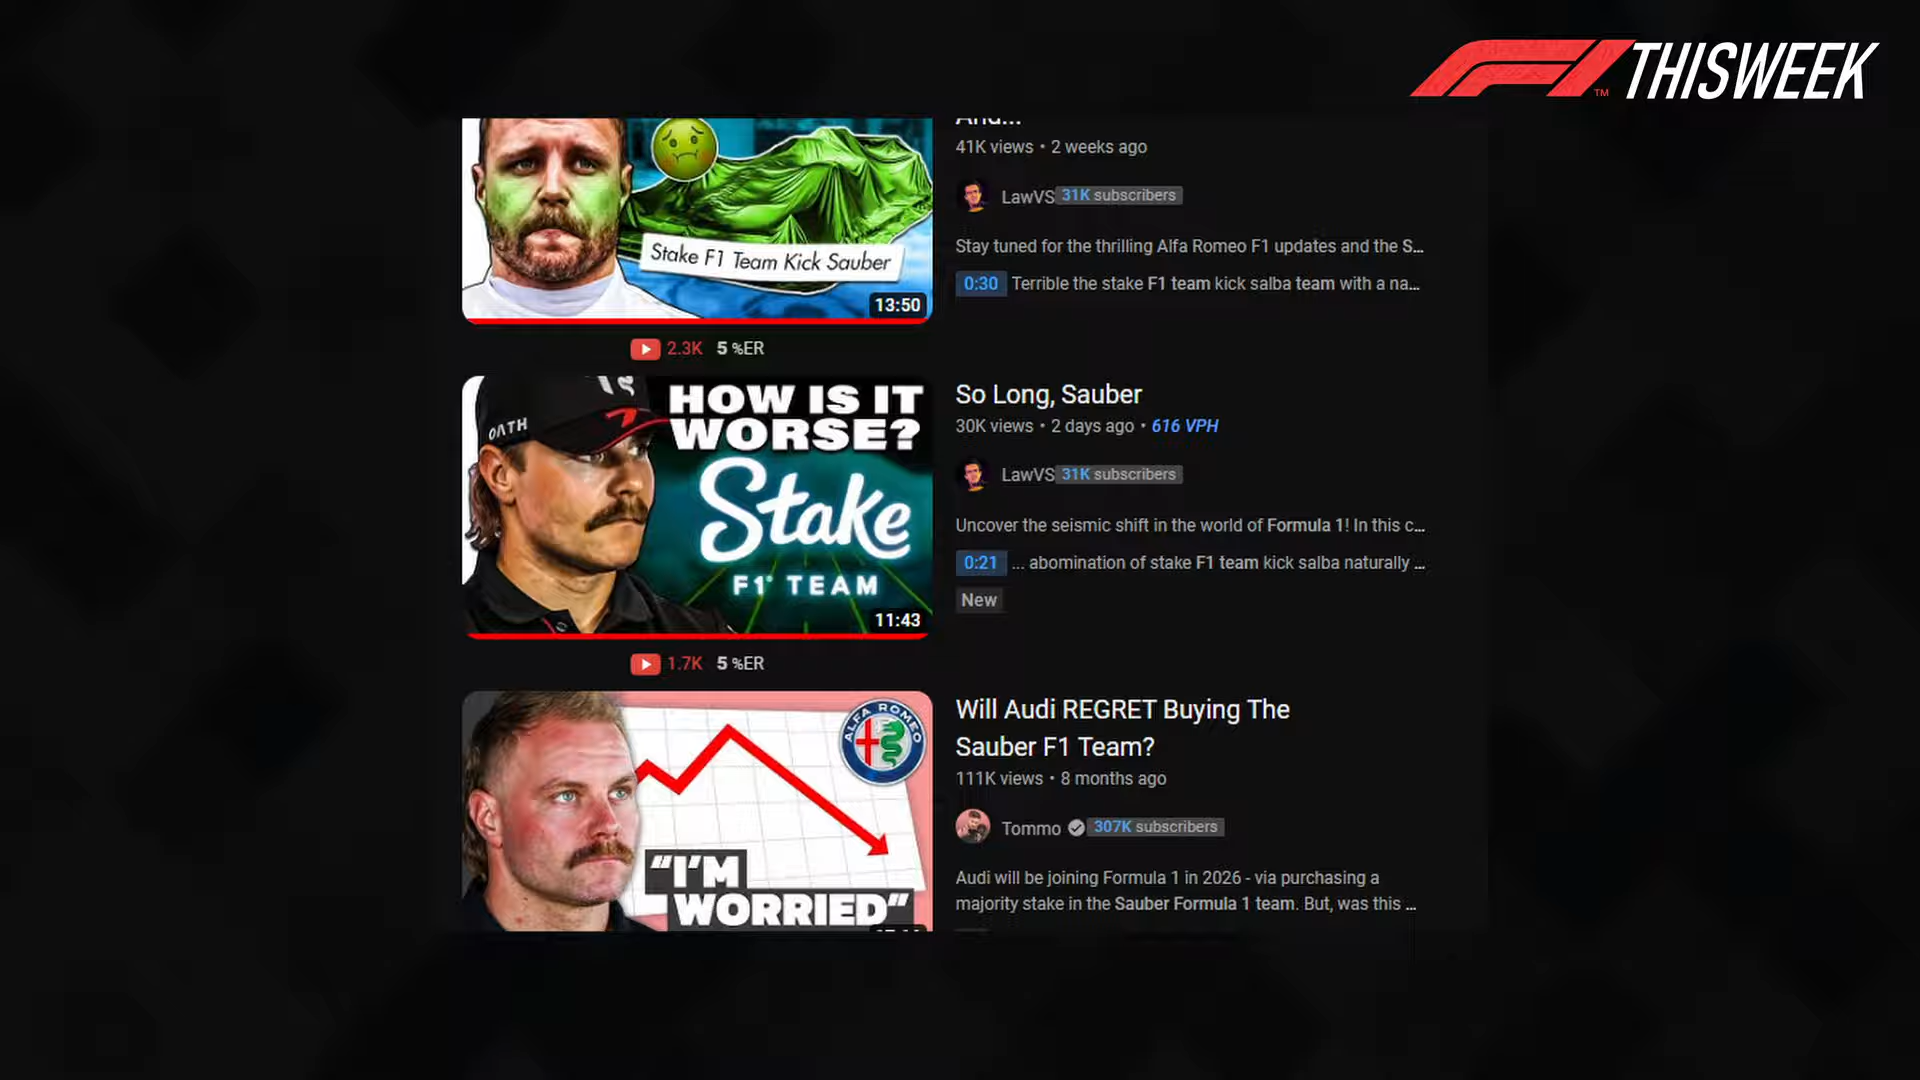 F1 THISWEEK
TM
And...
41K views • 2 weeks ago
LawVS 31K subscribers
Stay tuned for the thrilling Alfa Romeo F1 updates and the S...
0:30 Terrible the stake F1 team kick salba team with a na...
Stake F1 Team Kick Sauber
13:50
2.3K 5 %ER
OATH
HOW IS IT
WORSE?
Stake
F1 TEAM
11:43
So Long, Sauber
30K views • 2 days ago • 616 VPH
LawVS 31K subscribers
Uncover the seismic shift in the world of Formula 1! In this c...
0:21 ... abomination of stake F1 team kick salba naturally ...
New
1.7K 5 %ER
ALFA ROMEO
“I’M
WORRIED”
Will Audi REGRET Buying The
Sauber F1 Team?
111K views • 8 months ago
Tommo 307K subscribers
Audi will be joining Formula 1 in 2026 - via purchasing a
majority stake in the Sauber Formula 1 team. But, was this ...